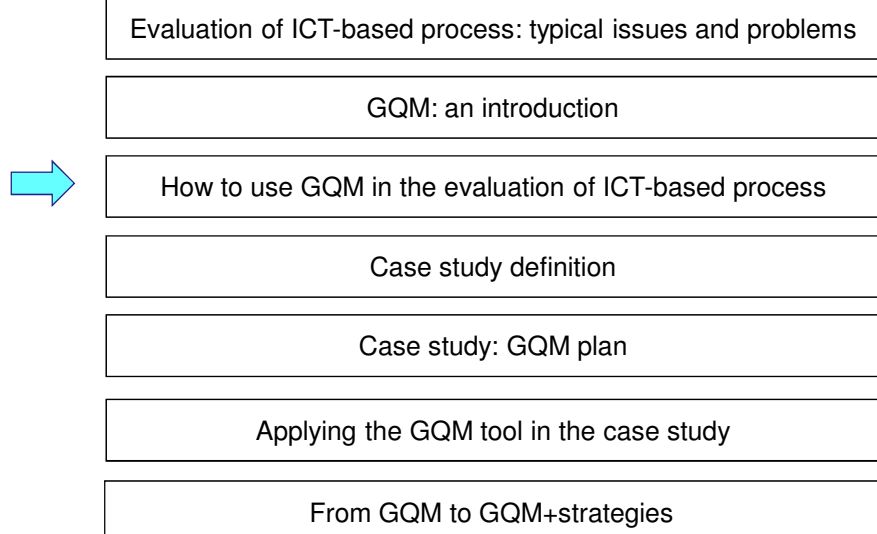 Evaluation of ICT-based process: typical issues and problems
GQM: an introduction
How to use GQM in the evaluation of ICT-based process
Case study definition
Case study: GQM plan
Applying the GQM tool in the case study
From GQM to GQM+strategies